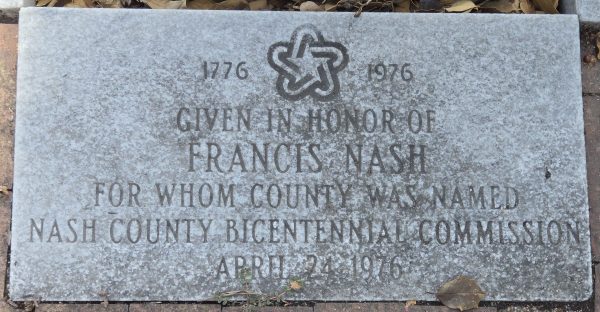 1776 1976
GIVEN IN HONOR OF
FRANCIS NASH
FOR WHOM COUNTY WAS NAMED
NASH COUNTY BICENTENNIAL COMMISSION
APRIL 24 1976